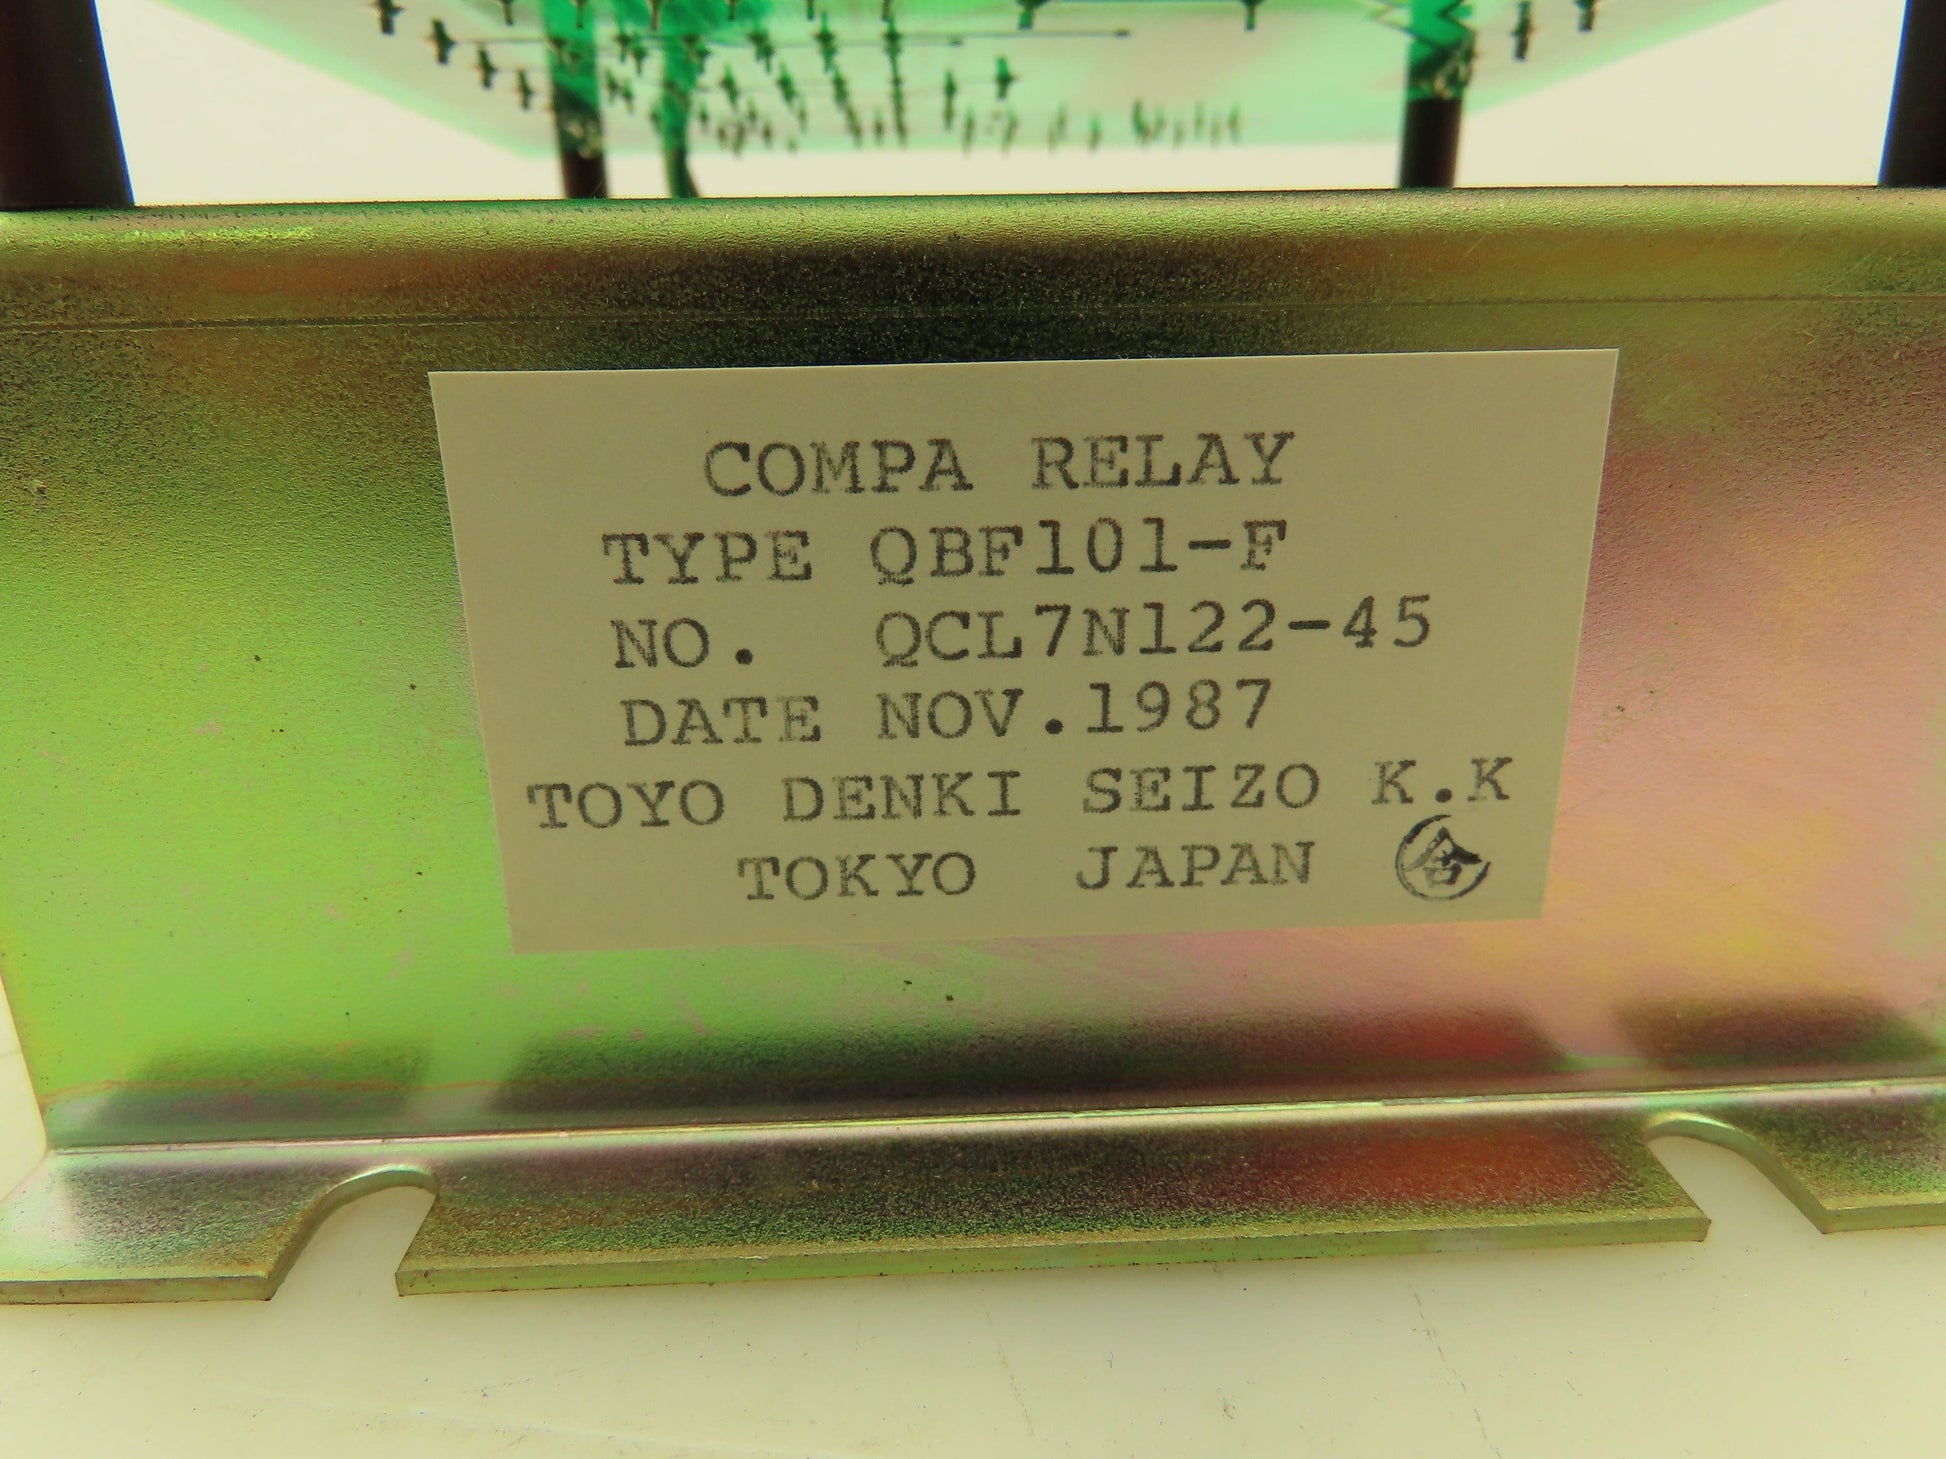 COMPA RELAY
TYPE QBF101-F
NO. QCL7N122-45
DATE NOV.1987
TOYO DENKI SEIZO K.K
TOKYO JAPAN 合